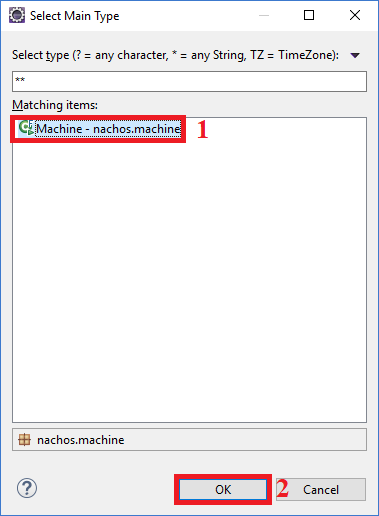 Select Main Type
Select type (? = any character, * = any String, TZ = TimeZone):
**
Matching items:
Machine - nachos.machine 1
nachos.machine
? OK 2 Cancel